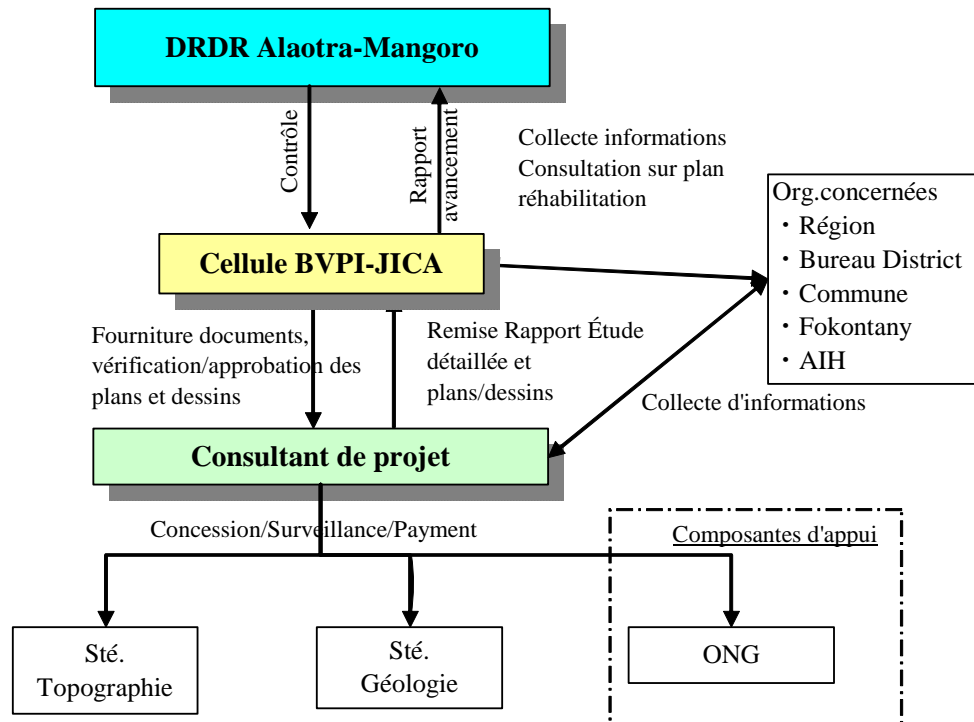 DRDR Alaotra-Mangoro
Contrôle
Rapport
avancement
Collecte informations
Consultation sur plan
réhabilitation
Org.concernées
・Région
・Bureau District
・Commune
・Fokontany
・AIH
Cellule BVPI-JICA
Fourniture documents,
vérification/approbation des
plans et dessins
Remise Rapport Étude
détaillée et
plans/dessins
Collecte d'informations
Consultant de projet
Concession/Surveillance/Payment
Composantes d'appui
Sté.
Topographie
Sté.
Géologie
ONG